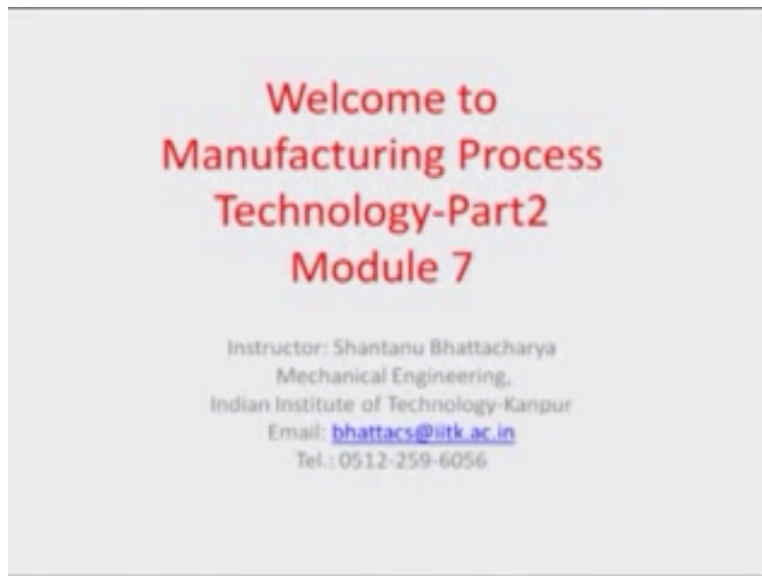 Welcome to
Manufacturing Process
Technology-Part2
Module 7
Instructor: Shantanu Bhattacharya
Mechanical Engineering,
Indian Institute of Technology-Kanpur
Email: bhattacs@iitk.ac.in
Tel.: 0512-259-6056